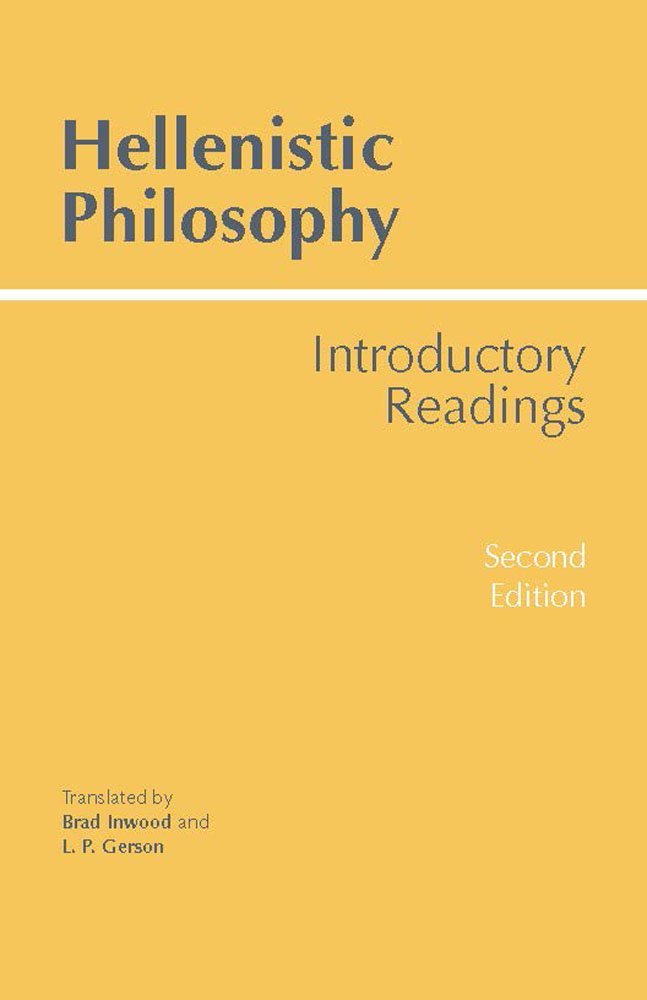 Hellenistic
Philosophy
Introductory
Readings
Second
Edition
Translated by
Brad Inwood and
L. P. Gerson